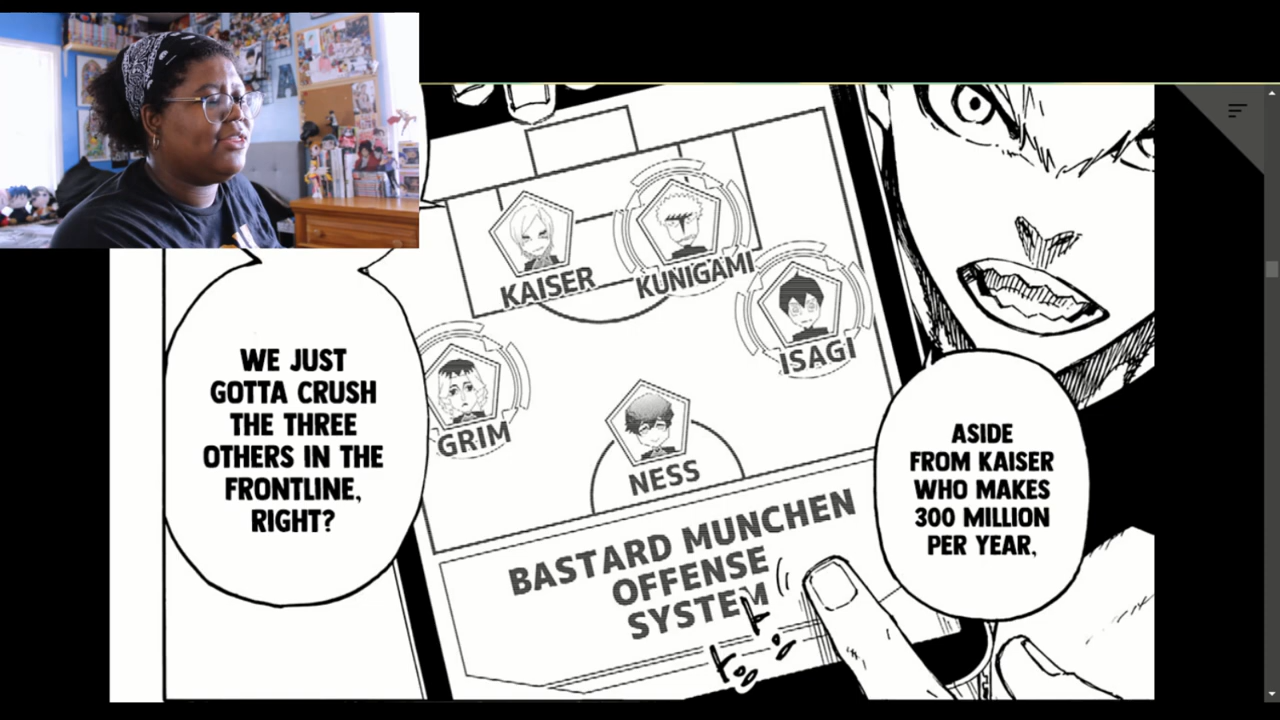 KAISER
KUNIGAMI
ISAGI
GRIM
NESS
BASTARD MUNCHEN
OFFENSE
SYSTEM
ASIDE
FROM KAISER
WHO MAKES
300 MILLION
PER YEAR,
WE JUST
GOTTA CRUSH
THE THREE
OTHERS IN THE
FRONTLINE,
RIGHT?